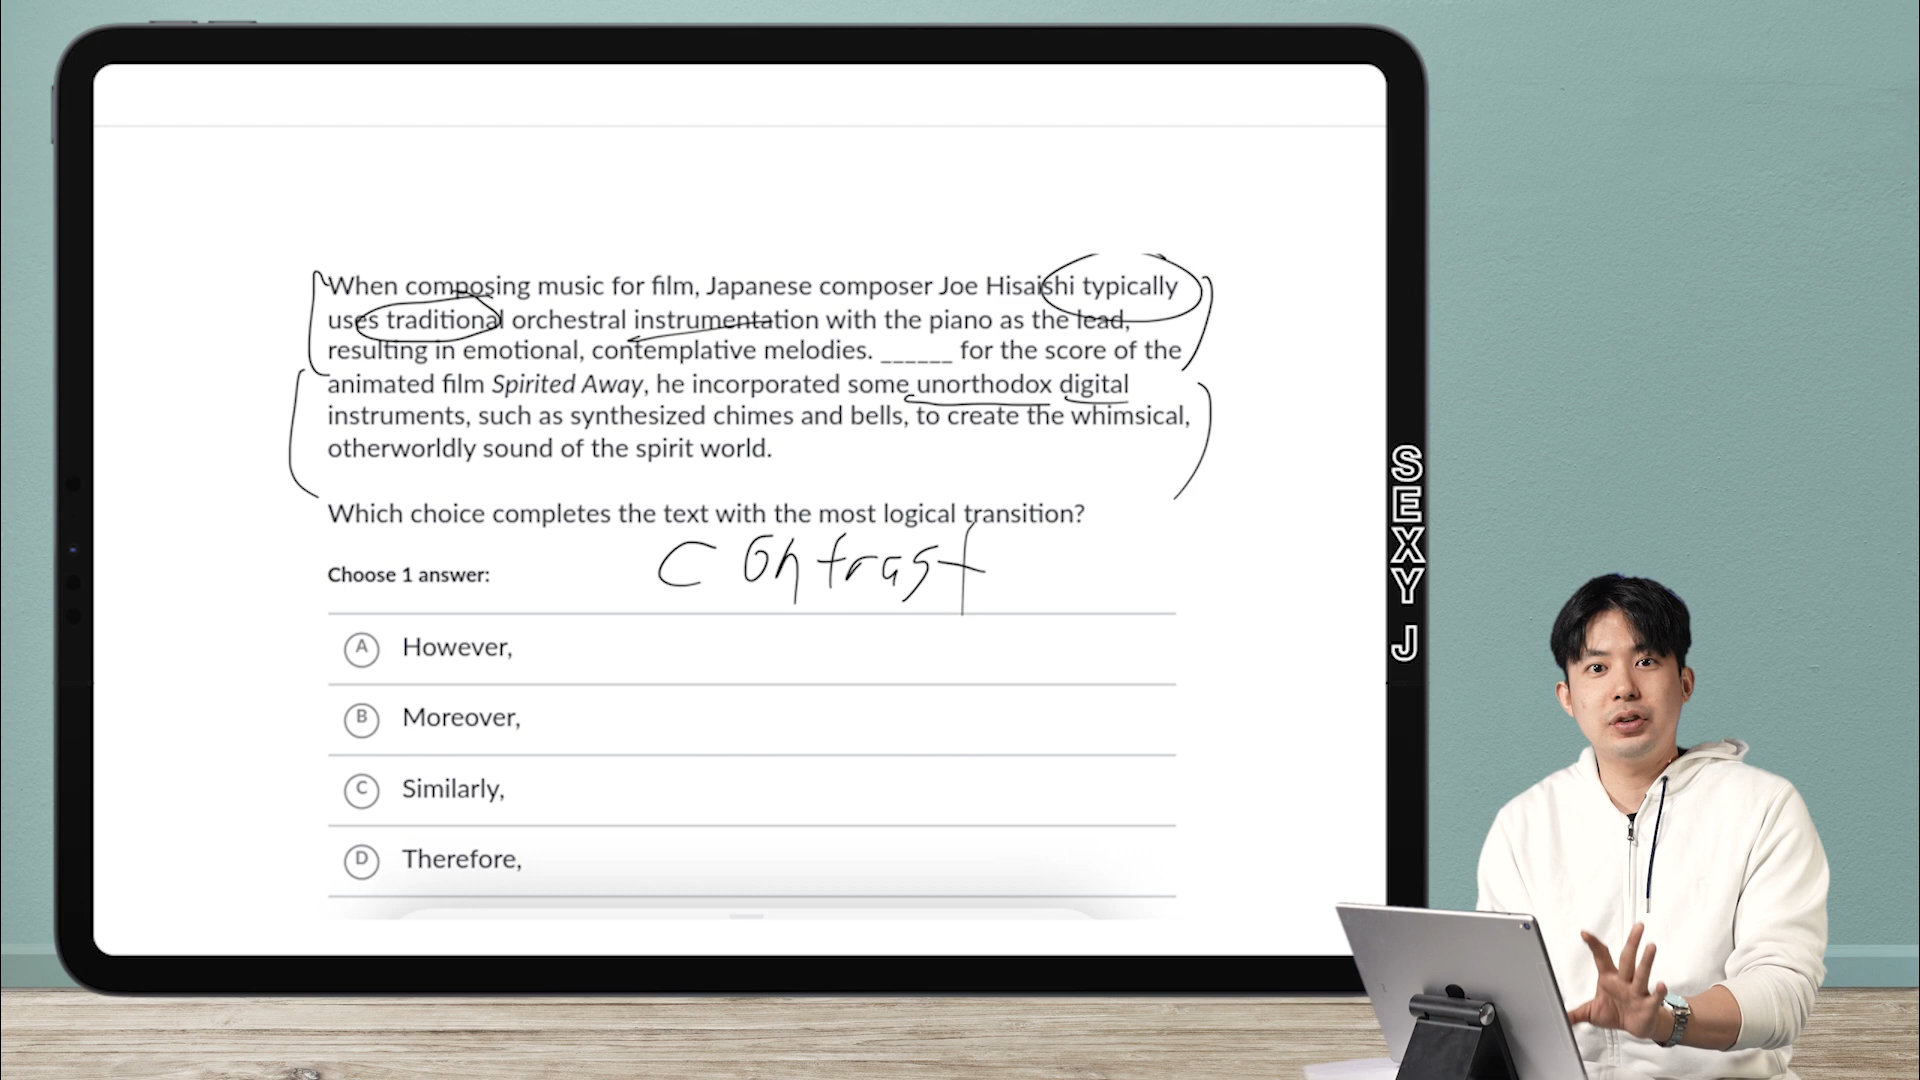 When composing music for film, Japanese composer Joe Hisaishi typically
uses traditional orchestral instrumentation with the piano as the lead,
resulting in emotional, contemplative melodies. ______ for the score of the
animated film Spirited Away, he incorporated some unorthodox digital
instruments, such as synthesized chimes and bells, to create the whimsical,
otherworldly sound of the spirit world.
Which choice completes the text with the most logical transition?
contrast
Choose 1 answer:
A However,
B Moreover,
C Similarly,
D Therefore,
SEXY J